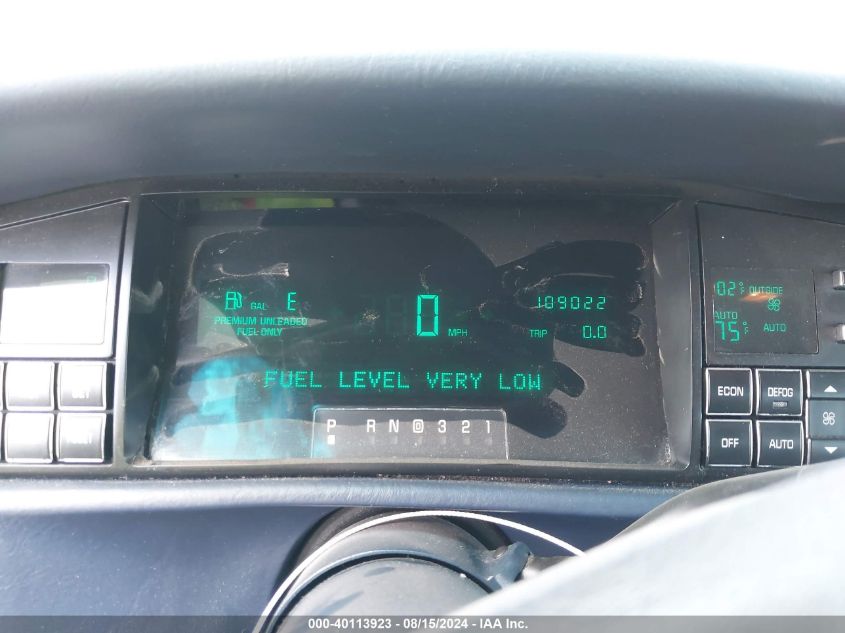 GAL E
PREMIUM UNLEADED
FUEL ONLY
0 MPH
109022
TRIP 0.0
FUEL LEVEL VERY LOW
P R N D 3 2 1
102°F OUTSIDE
AUTO
75°F AUTO
ECON DEFOG
OFF AUTO
000-40113923 - 08/15/2024 - IAA Inc.